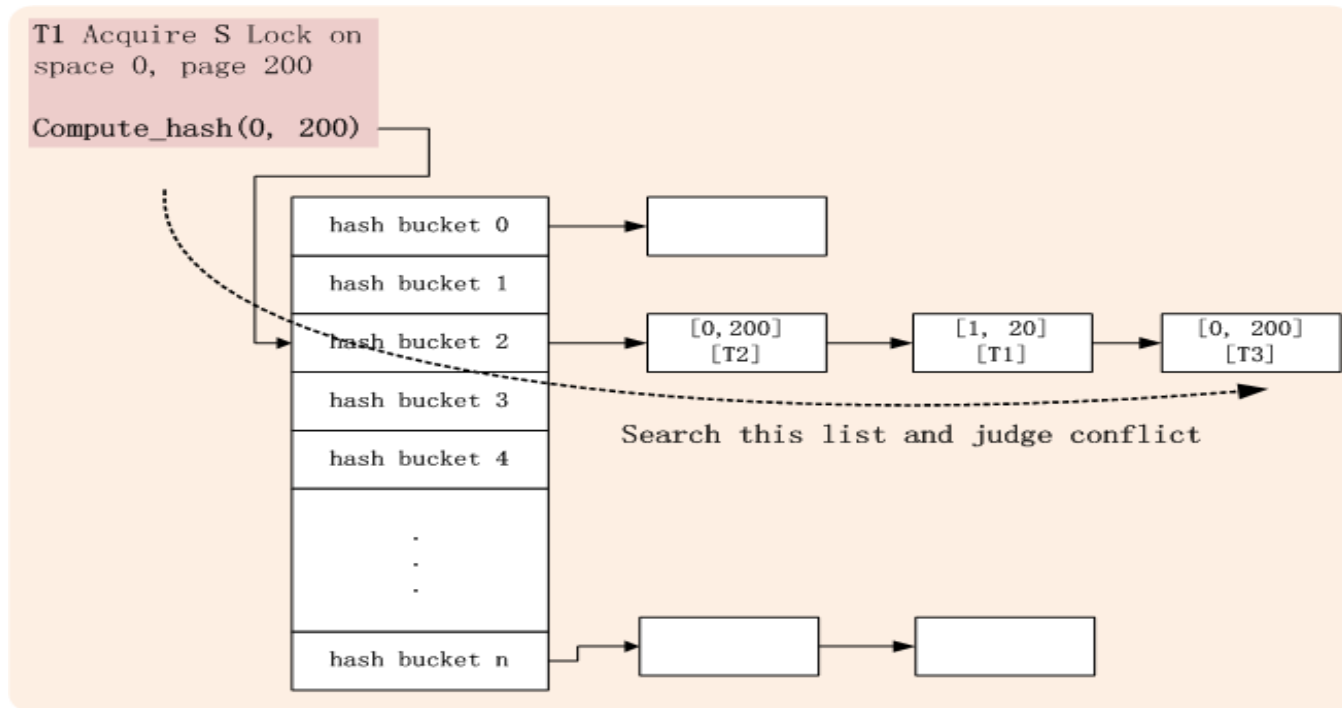 T1 Acquire S Lock on
space 0, page 200
Compute_hash(0, 200)
hash bucket 0
hash bucket 1
hash bucket 2
[0,200]
[T2]
[1, 20]
[T1]
[0, 200]
[T3]
hash bucket 3
Search this list and judge conflict
hash bucket 4
.
.
.
hash bucket n